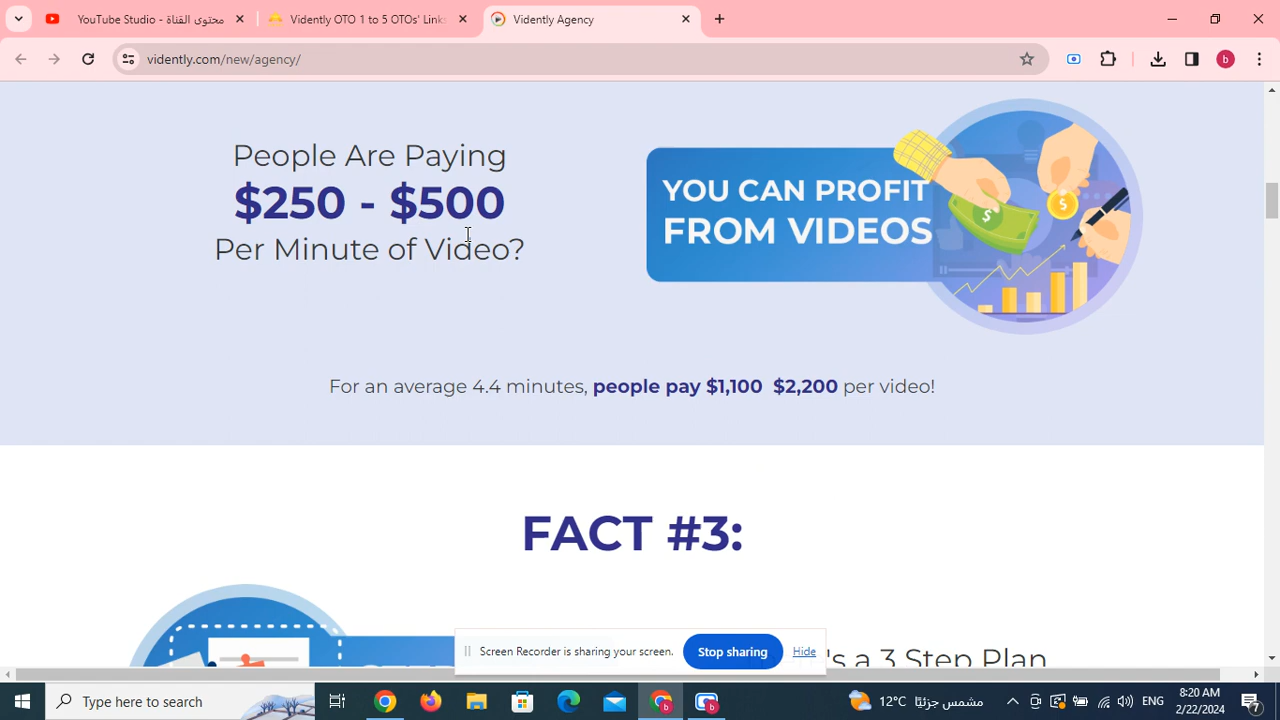 YouTube Studio - محتوى القناة
Vidently OTO 1 to 5 OTOs' Links
Vidently Agency
vidently.com/new/agency/
b
People Are Paying
$250 - $500
Per Minute of Video?
YOU CAN PROFIT
FROM VIDEOS
For an average 4.4 minutes, people pay $1,100 $2,200 per video!
FACT #3:
's a 3 Step Plan
Screen Recorder is sharing your screen.
Stop sharing
Hide
Type here to search
12°C مشمس جزئيًا
ENG
8:20 AM
2/22/2024
7